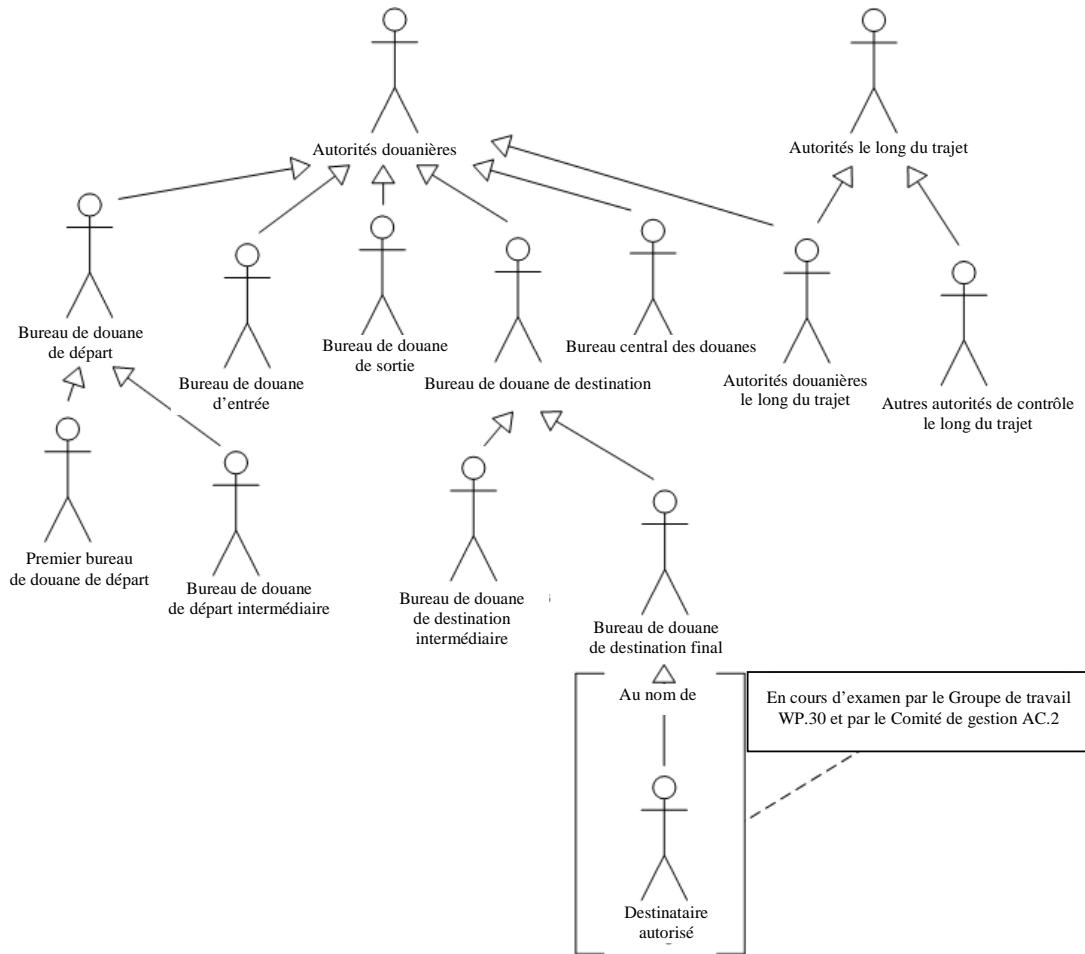 Autorités douanières
Autorités le long du trajet
Bureau de douane
de départ
Bureau de douane
d'entrée
Bureau de douane
de sortie
Bureau de douane de destination
Bureau central des douanes
Autorités douanières
le long du trajet
Autres autorités de contrôle
le long du trajet
Premier bureau
de douane de départ
Bureau de douane
de départ intermédiaire
Bureau de douane
de destination
intermédiaire
Bureau de douane
de destination final
Au nom de
En cours d'examen par le Groupe de travail
WP.30 et par le Comité de gestion AC.2
Destinataire
autorisé